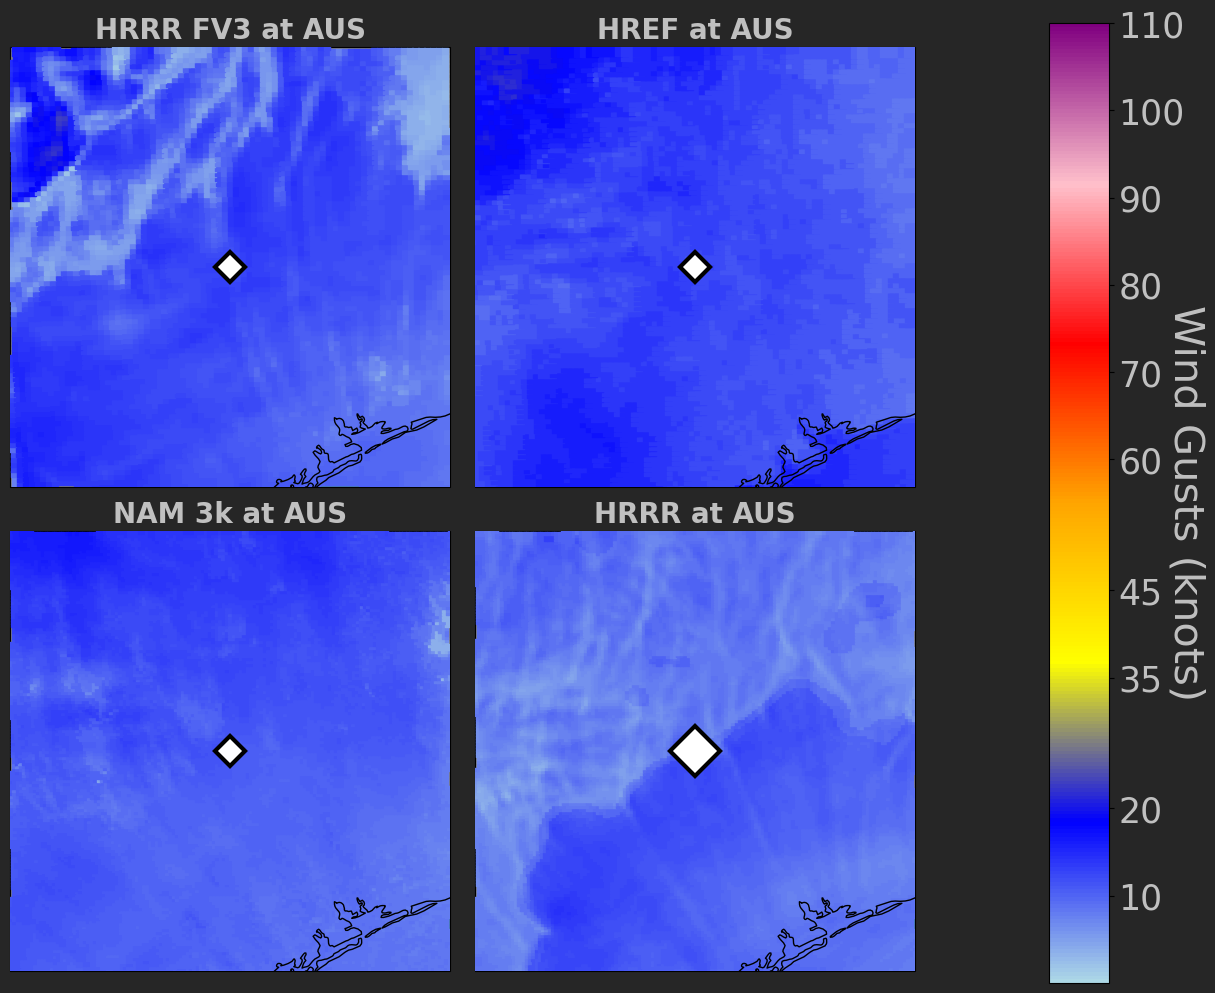 HRRR FV3 at AUS
HREF at AUS
NAM 3k at AUS
HRRR at AUS
110
100
90
80
70
60
45
35
20
10
Wind Gusts (knots)